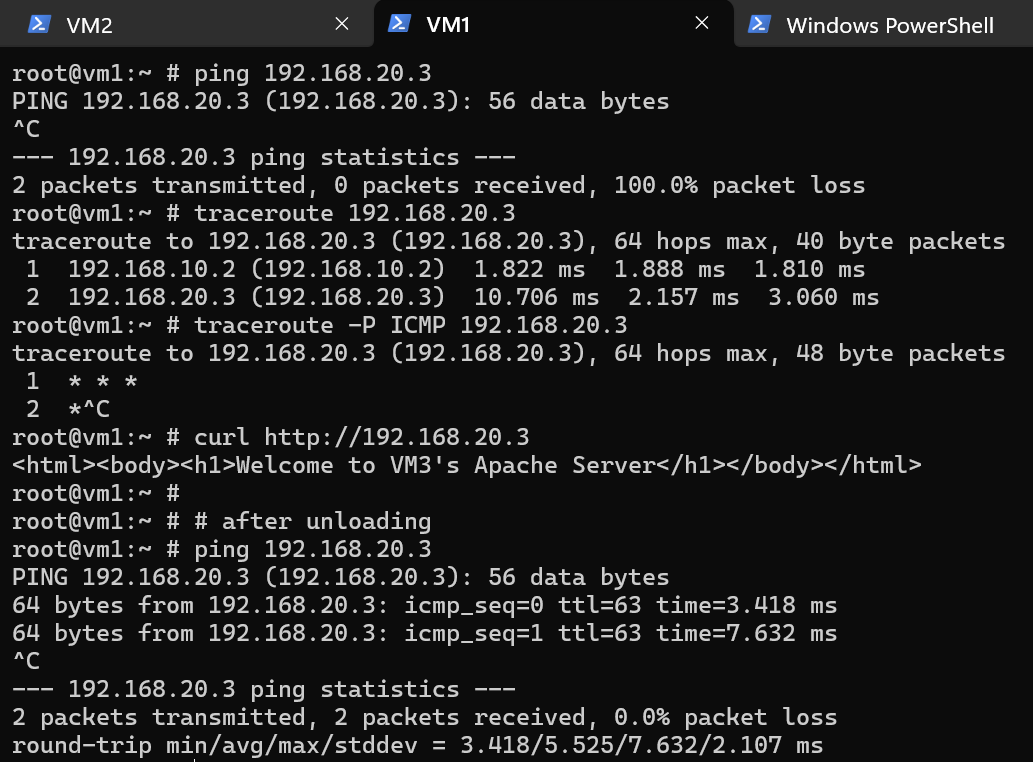 VM2
VM1
Windows PowerShell
root@vm1:~ # ping 192.168.20.3
PING 192.168.20.3 (192.168.20.3): 56 data bytes
^C
--- 192.168.20.3 ping statistics ---
2 packets transmitted, 0 packets received, 100.0% packet loss
root@vm1:~ # traceroute 192.168.20.3
traceroute to 192.168.20.3 (192.168.20.3), 64 hops max, 40 byte packets
 1  192.168.10.2 (192.168.10.2)  1.822 ms  1.888 ms  1.810 ms
 2  192.168.20.3 (192.168.20.3)  10.706 ms  2.157 ms  3.060 ms
root@vm1:~ # traceroute -P ICMP 192.168.20.3
traceroute to 192.168.20.3 (192.168.20.3), 64 hops max, 48 byte packets
 1  * * *
 2  *^C
root@vm1:~ # curl http://192.168.20.3
<html><body><h1>Welcome to VM3's Apache Server</h1></body></html>
root@vm1:~ #
root@vm1:~ # # after unloading
root@vm1:~ # ping 192.168.20.3
PING 192.168.20.3 (192.168.20.3): 56 data bytes
64 bytes from 192.168.20.3: icmp_seq=0 ttl=63 time=3.418 ms
64 bytes from 192.168.20.3: icmp_seq=1 ttl=63 time=7.632 ms
^C
--- 192.168.20.3 ping statistics ---
2 packets transmitted, 2 packets received, 0.0% packet loss
round-trip min/avg/max/stddev = 3.418/5.525/7.632/2.107 ms